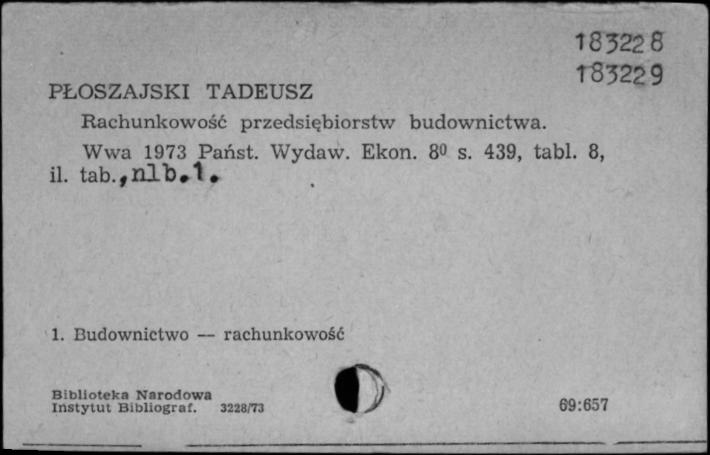 183228
183229
PŁOSZAJSKI TADEUSZ
Rachunkowość przedsiębiorstw budownictwa.
Wwa 1973 Państ. Wydaw. Ekon. 8⁰ s. 439, tabl. 8,
il. tab., nlb. 1.
1. Budownictwo — rachunkowość
Biblioteka Narodowa
Instytut Bibliograf. 3228/73
69:657